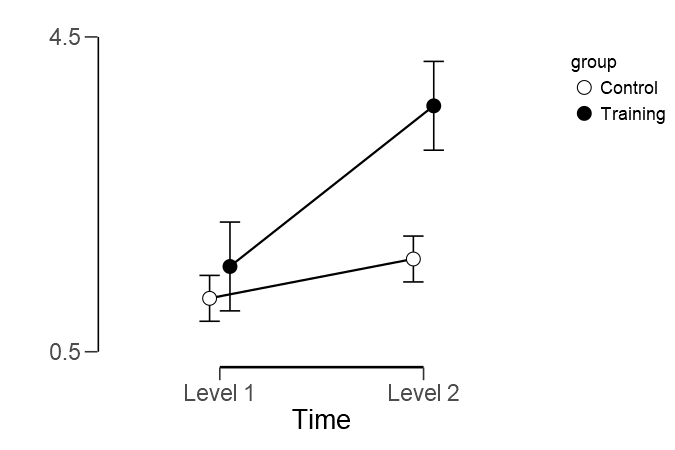 4.5
group
Control
Training
0.5
Level 1 Level 2
Time